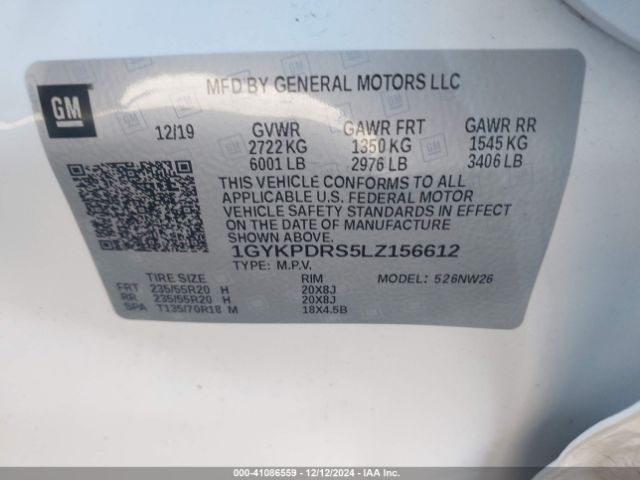 GM
MFD BY GENERAL MOTORS LLC
12/19 GVWR GAWR FRT GAWR RR
2722 KG 1350 KG 1545 KG
6001 LB 2976 LB 3406 LB
THIS VEHICLE CONFORMS TO ALL
APPLICABLE U.S. FEDERAL MOTOR
VEHICLE SAFETY STANDARDS IN EFFECT
ON THE DATE OF MANUFACTURE
SHOWN ABOVE.
1GYKPDRS5LZ156612
TYPE: M.P.V. MODEL: 526NW26
TIRE SIZE RIM
FRT 235/55R20 H 20X8J
RR 235/55R20 H 20X8J
SPA T135/70R18 M 18X4.5B
000-41086559 — 12/12/2024 - IAAI.COM